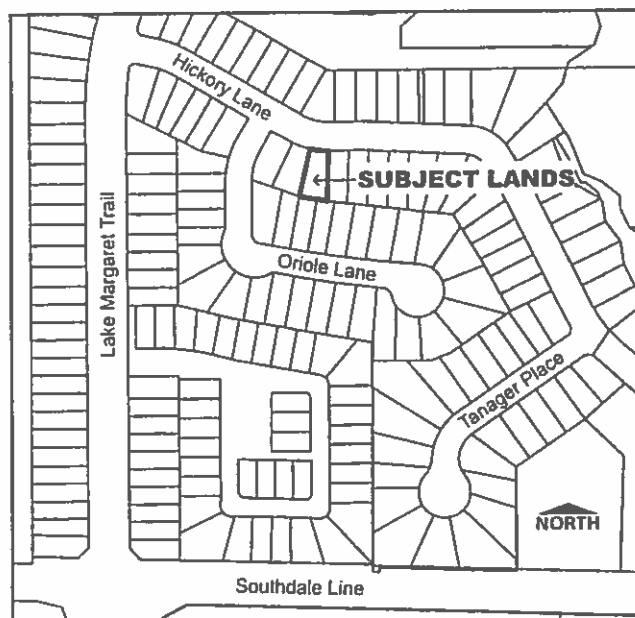 Hickory Lane
SUBJECT LANDS
Lake Margaret Trail
Oriole Lane
Tanager Place
NORTH
Southdale Line